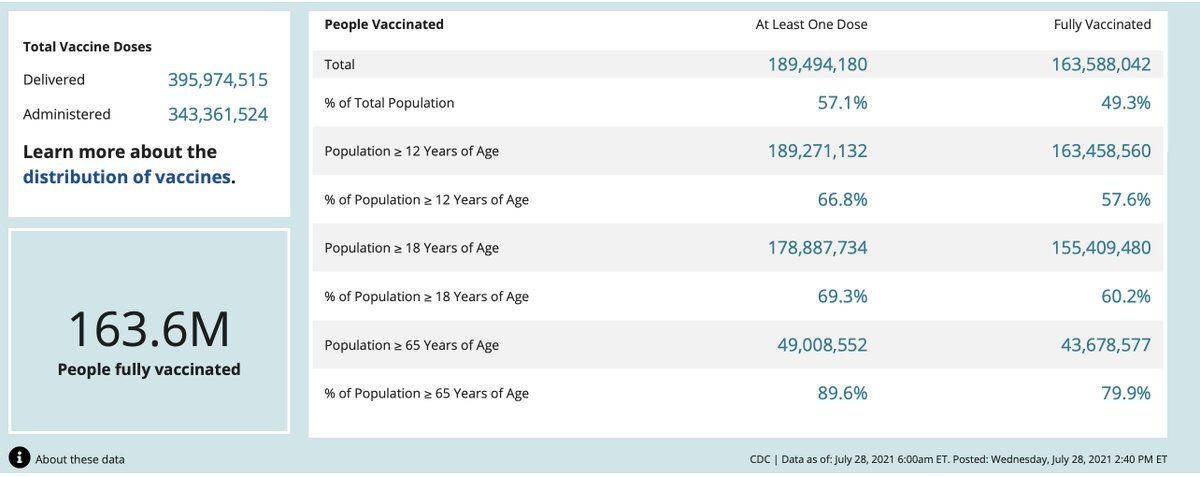 Total Vaccine Doses
Delivered 395,974,515
Administered 343,361,524
Learn more about the
distribution of vaccines.
163.6M
People fully vaccinated
People Vaccinated At Least One Dose Fully Vaccinated
Total 189,494,180 163,588,042
% of Total Population 57.1% 49.3%
Population ≥ 12 Years of Age 189,271,132 163,458,560
% of Population ≥ 12 Years of Age 66.8% 57.6%
Population ≥ 18 Years of Age 178,887,734 155,409,480
% of Population ≥ 18 Years of Age 69.3% 60.2%
Population ≥ 65 Years of Age 49,008,552 43,678,577
% of Population ≥ 65 Years of Age 89.6% 79.9%
About these data
CDC | Data as of: July 28, 2021 6:00am ET. Posted: Wednesday, July 28, 2021 2:40 PM ET